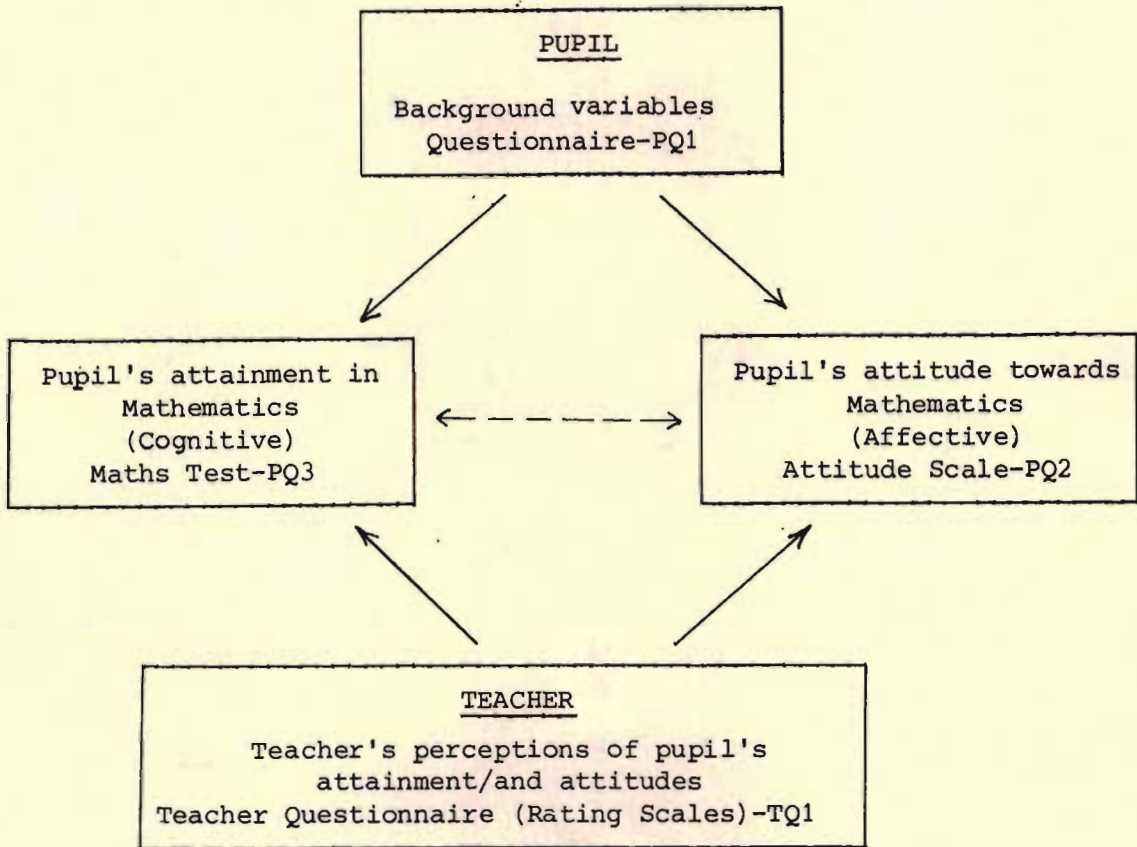 PUPIL
Background variables
Questionnaire-PQ1
Pupil's attainment in
Mathematics
(Cognitive)
Maths Test-PQ3
Pupil's attitude towards
Mathematics
(Affective)
Attitude Scale-PQ2
TEACHER
Teacher's perceptions of pupil's
attainment/and attitudes
Teacher Questionnaire (Rating Scales)-TQ1